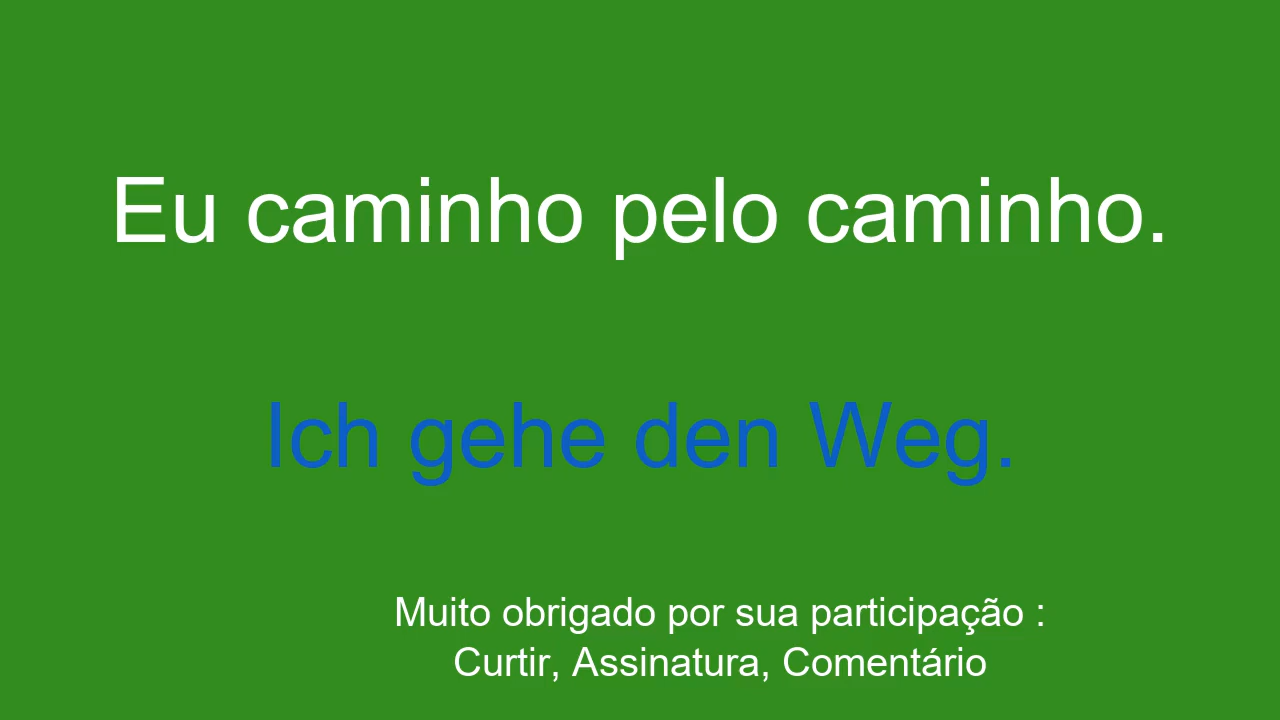 Eu caminho pelo caminho.
Ich gehe den Weg.
Muito obrigado por sua participação :
Curtir, Assinatura, Comentário